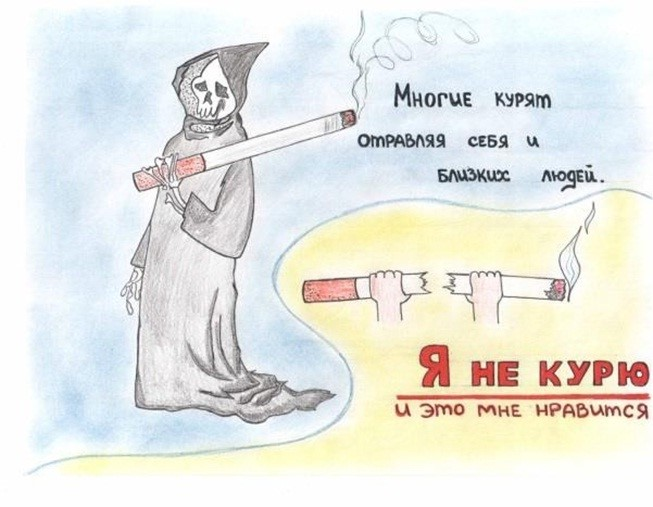 Многие курят
отравляя себя и
близких людей.
Я не курю
и это мне нравится